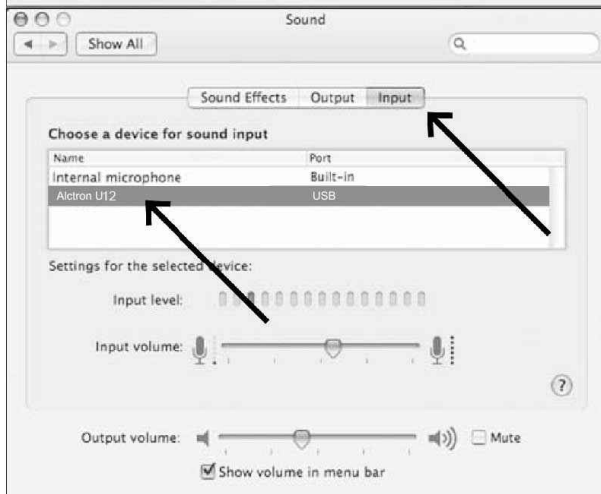 Sound
Show All
Sound Effects Output Input
Choose a device for sound input
Name Port
Internal microphone Built-in
Alctron U12 USB
Settings for the selected device:
Input level:
Input volume:
?
Output volume: Mute
Show volume in menu bar